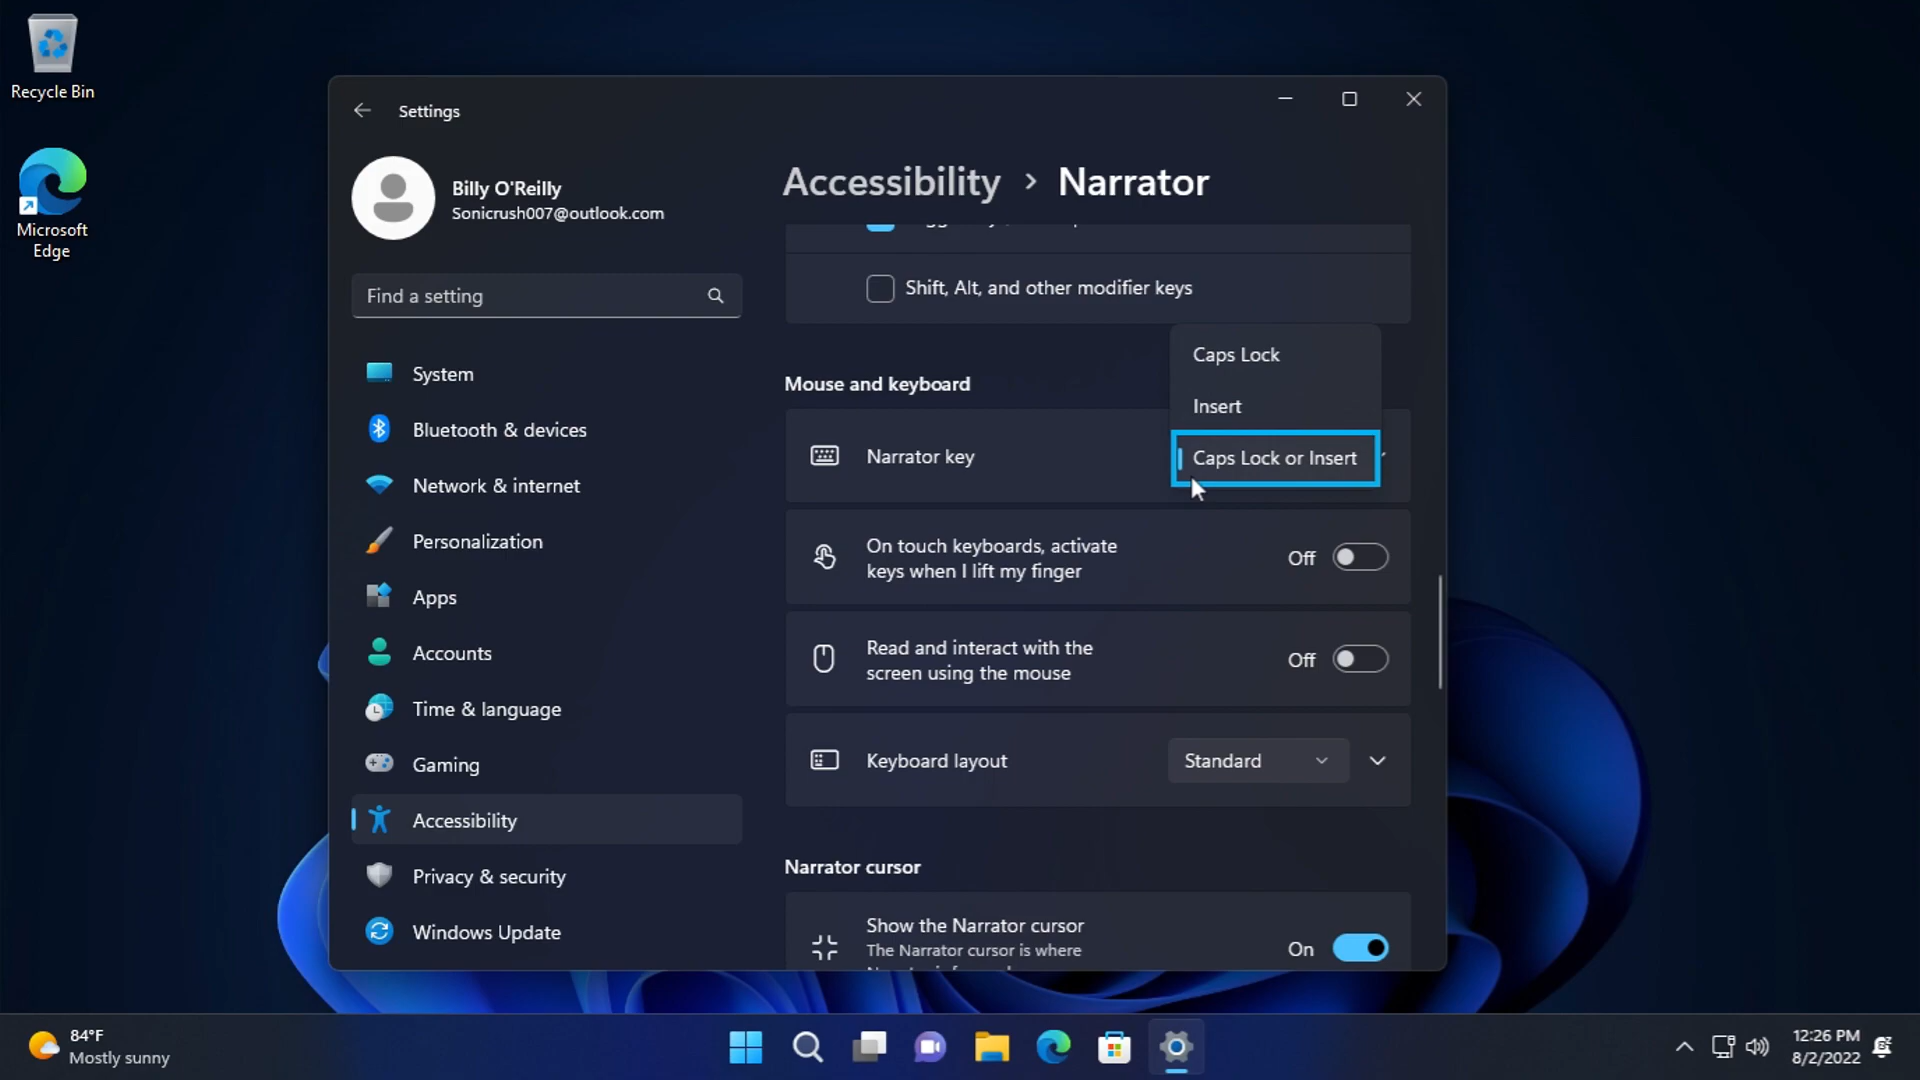 Recycle Bin
Microsoft
Edge
Settings
Billy O'Reilly
Sonicrush007@outlook.com
Find a setting
System
Bluetooth & devices
Network & internet
Personalization
Apps
Accounts
Time & language
Gaming
Accessibility
Privacy & security
Windows Update
Accessibility > Narrator
Shift, Alt, and other modifier keys
Mouse and keyboard
Caps Lock
Insert
Narrator key
Caps Lock or Insert
On touch keyboards, activate
keys when I lift my finger
Off
Read and interact with the
screen using the mouse
Off
Keyboard layout
Standard
Narrator cursor
Show the Narrator cursor
The Narrator cursor is where
On
84°F
Mostly sunny
12:26 PM
8/2/2022